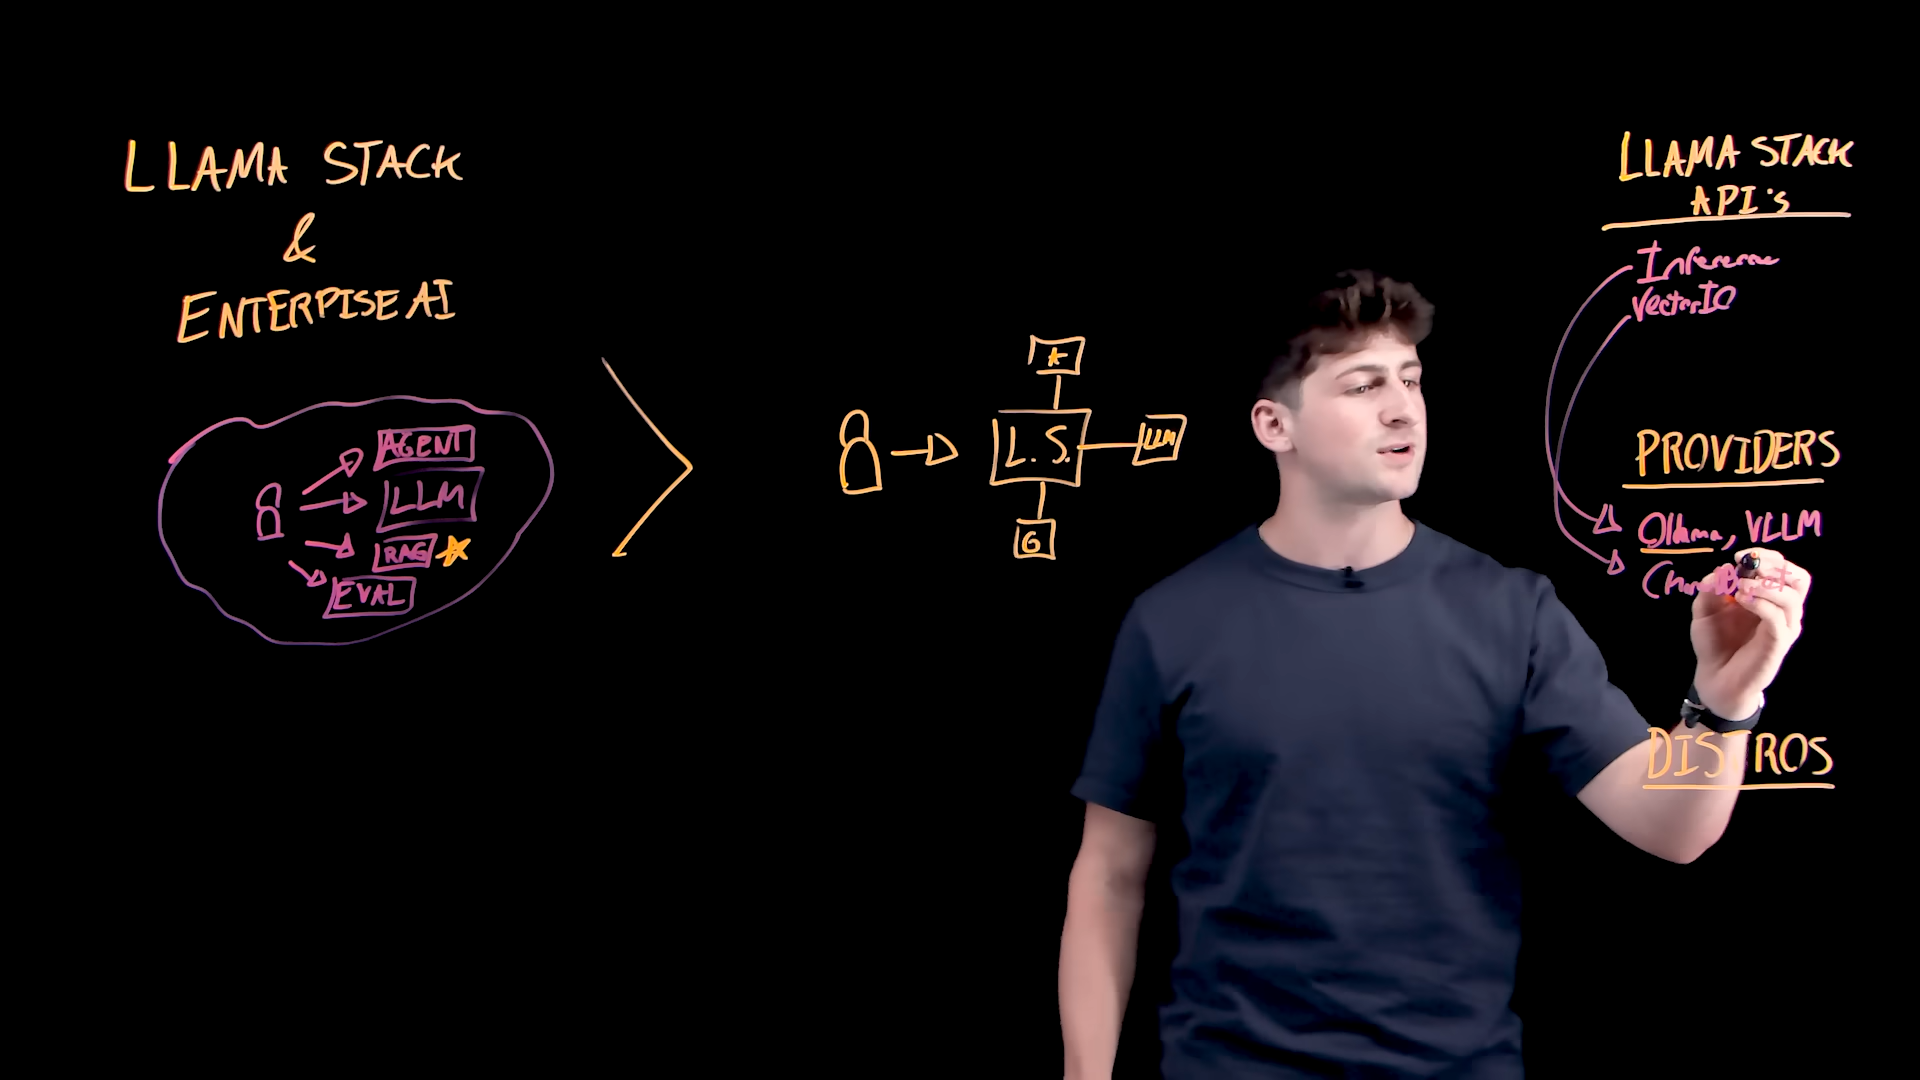 LLAMA STACK
&
ENTERPISE AI
AGENT
LLM
RAG
EVAL
L.S.
LLM
G
LLAMA STACK
API's
Inference
VectorIO
PROVIDERS
Ollama, VLLM
DISTROS